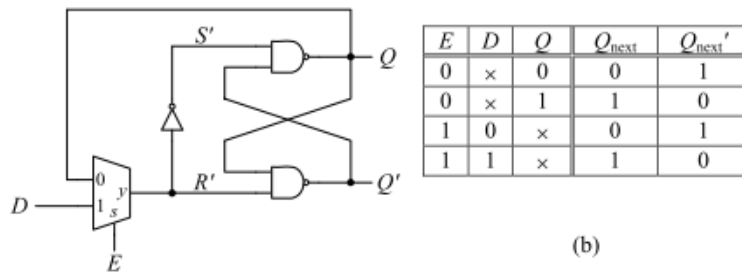 S'
Q
0
y
D
1
s
R'
Q'
E
E D Q Q_next Q_next'
0 × 0 0 1
0 × 1 1 0
1 0 × 0 1
1 1 × 1 0
(b)